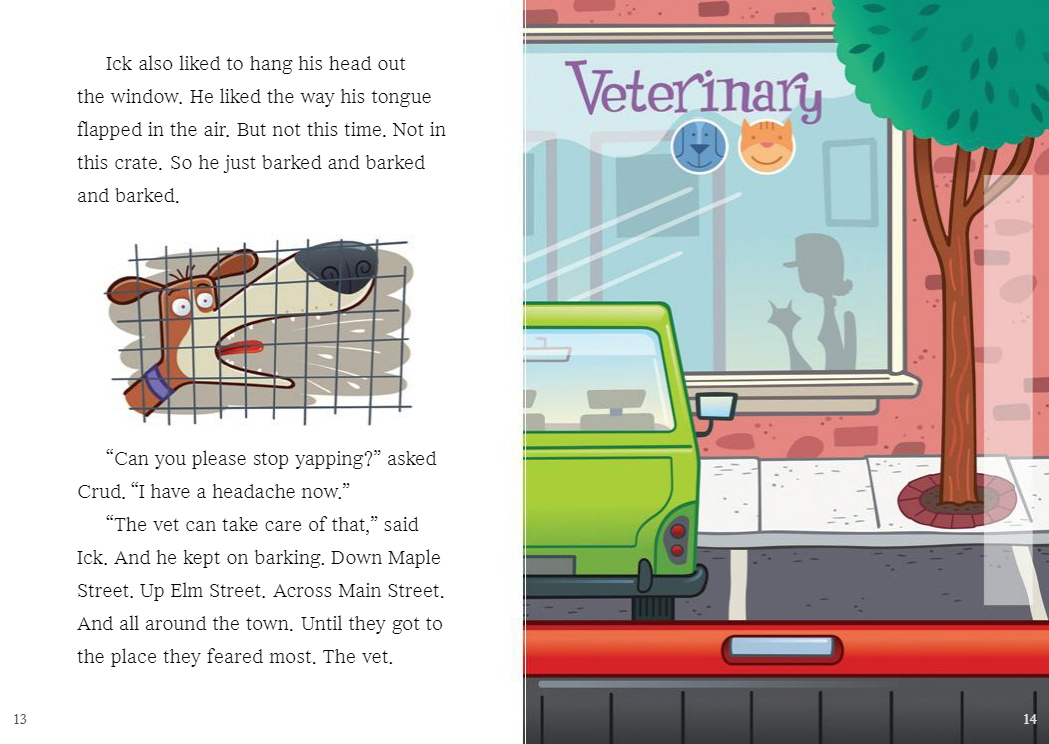 Ick also liked to hang his head out
the window. He liked the way his tongue
flapped in the air. But not this time. Not in
this crate. So he just barked and barked
and barked.
“Can you please stop yapping?” asked
Crud. “I have a headache now.”
“The vet can take care of that,” said
Ick. And he kept on barking. Down Maple
Street. Up Elm Street. Across Main Street.
And all around the town. Until they got to
the place they feared most. The vet.
13
Veterinary
14